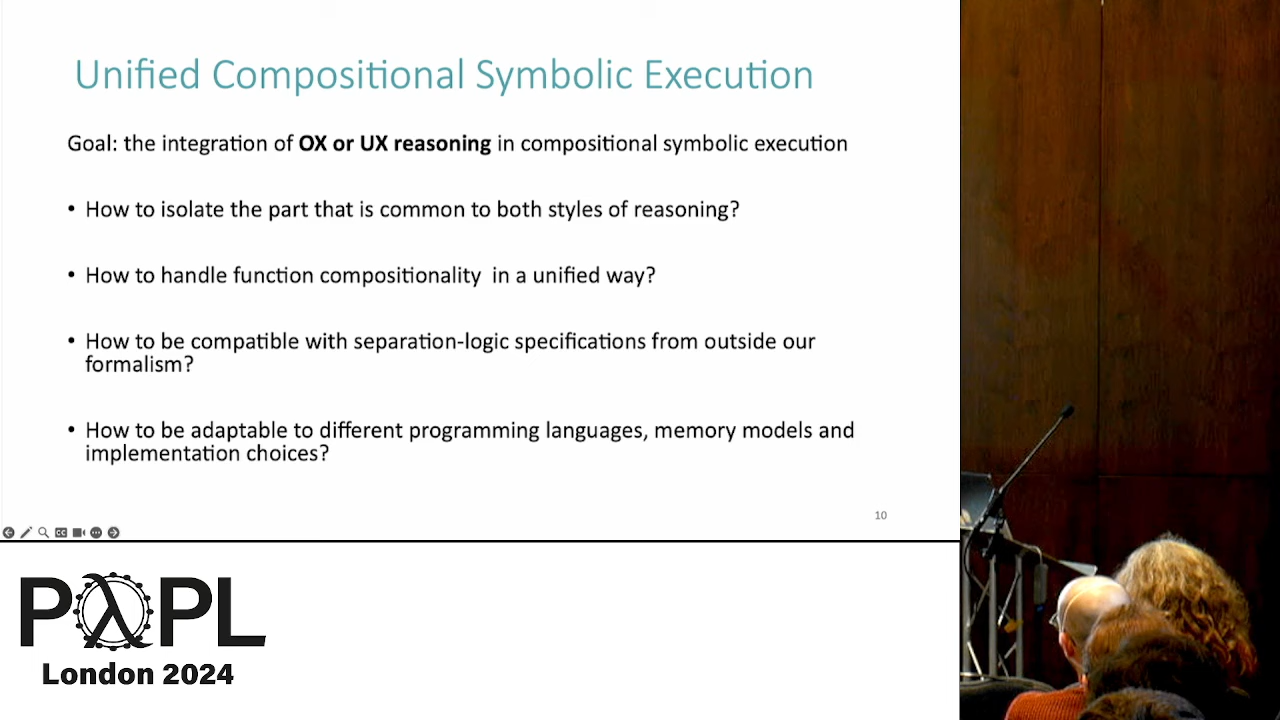 Unified Compositional Symbolic Execution
Goal: the integration of OX or UX reasoning in compositional symbolic execution
• How to isolate the part that is common to both styles of reasoning?
• How to handle function compositionality  in a unified way?
• How to be compatible with separation-logic specifications from outside our
formalism?
• How to be adaptable to different programming languages, memory models and
implementation choices?
10
PλPL
London 2024